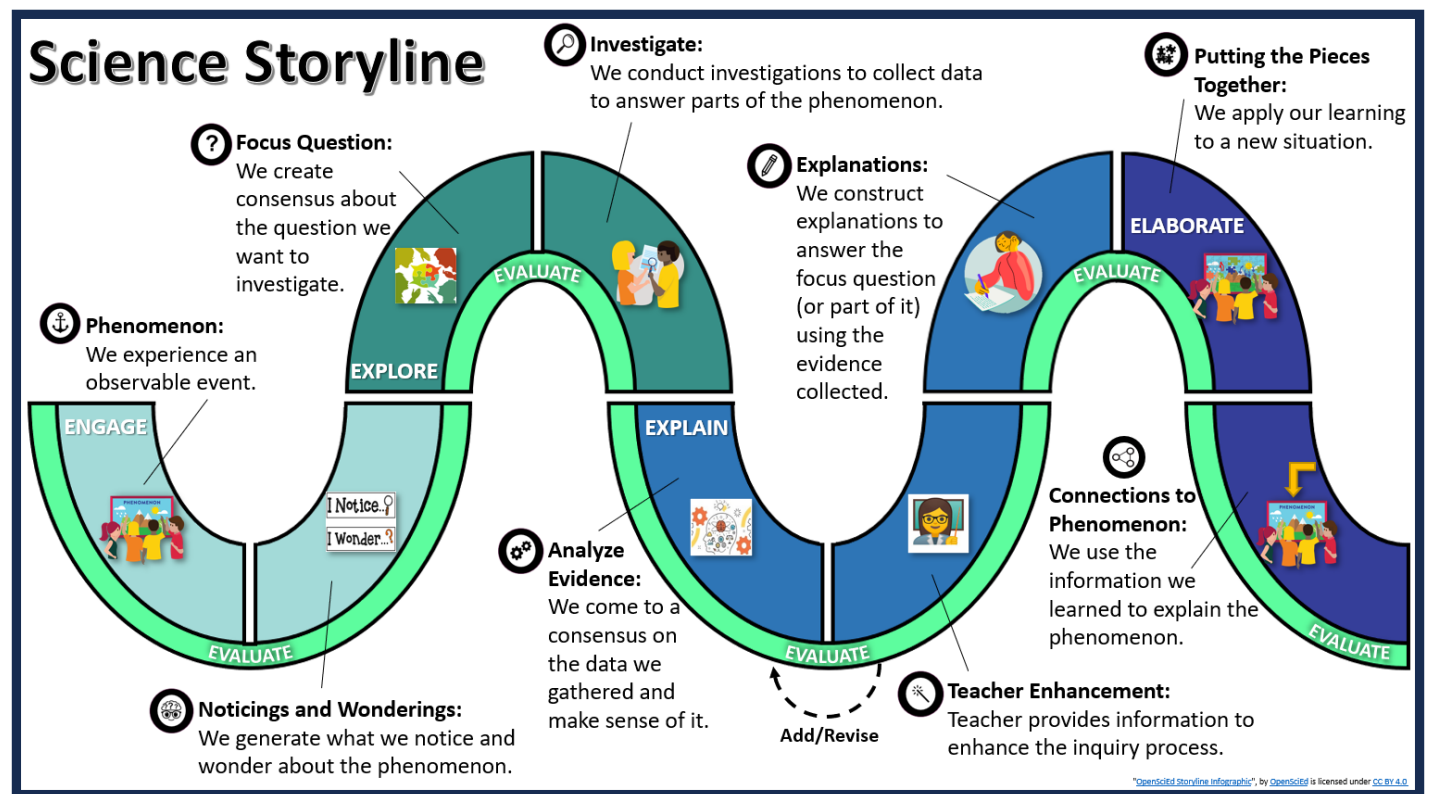 Science Storyline
Phenomenon:
We experience an
observable event.
ENGAGE
PHENOMENON
Noticings and Wonderings:
We generate what we notice and
wonder about the phenomenon.
I Notice..
I Wonder...?
EVALUATE
?
Focus Question:
We create
consensus about
the question we
want to
investigate.
EXPLORE
Investigate:
We conduct investigations to collect data
to answer parts of the phenomenon.
EVALUATE
EXPLAIN
Analyze
Evidence:
We come to a
consensus on
the data we
gathered and
make sense of it.
EVALUATE
Add/Revise
Teacher Enhancement:
Teacher provides information to
enhance the inquiry process.
Explanations:
We construct
explanations to
answer the
focus question
(or part of it)
using the
evidence
collected.
EVALUATE
Putting the Pieces
Together:
We apply our learning
to a new situation.
ELABORATE
Connections to
Phenomenon:
We use the
information we
learned to explain the
phenomenon.
PHENOMENON
EVALUATE
"OpenSciEd Storyline Infographic", by OpenSciEd is licensed under CC BY 4.0